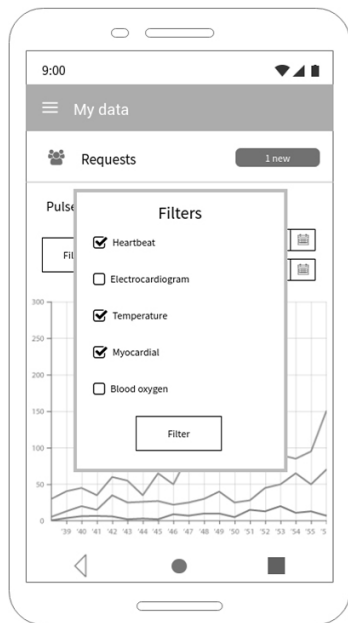 9:00
My data
Requests
1 new
Pulse
Filters
Fil
Heartbeat
Electrocardiogram
Temperature
Myocardial
Blood oxygen
Filter
300
250
200
150
100
50
0
'39 '40 '41 '42 '43 '44 '45 '46 '47 '48 '49 '50 '51 '52 '53 '54 '55 '5